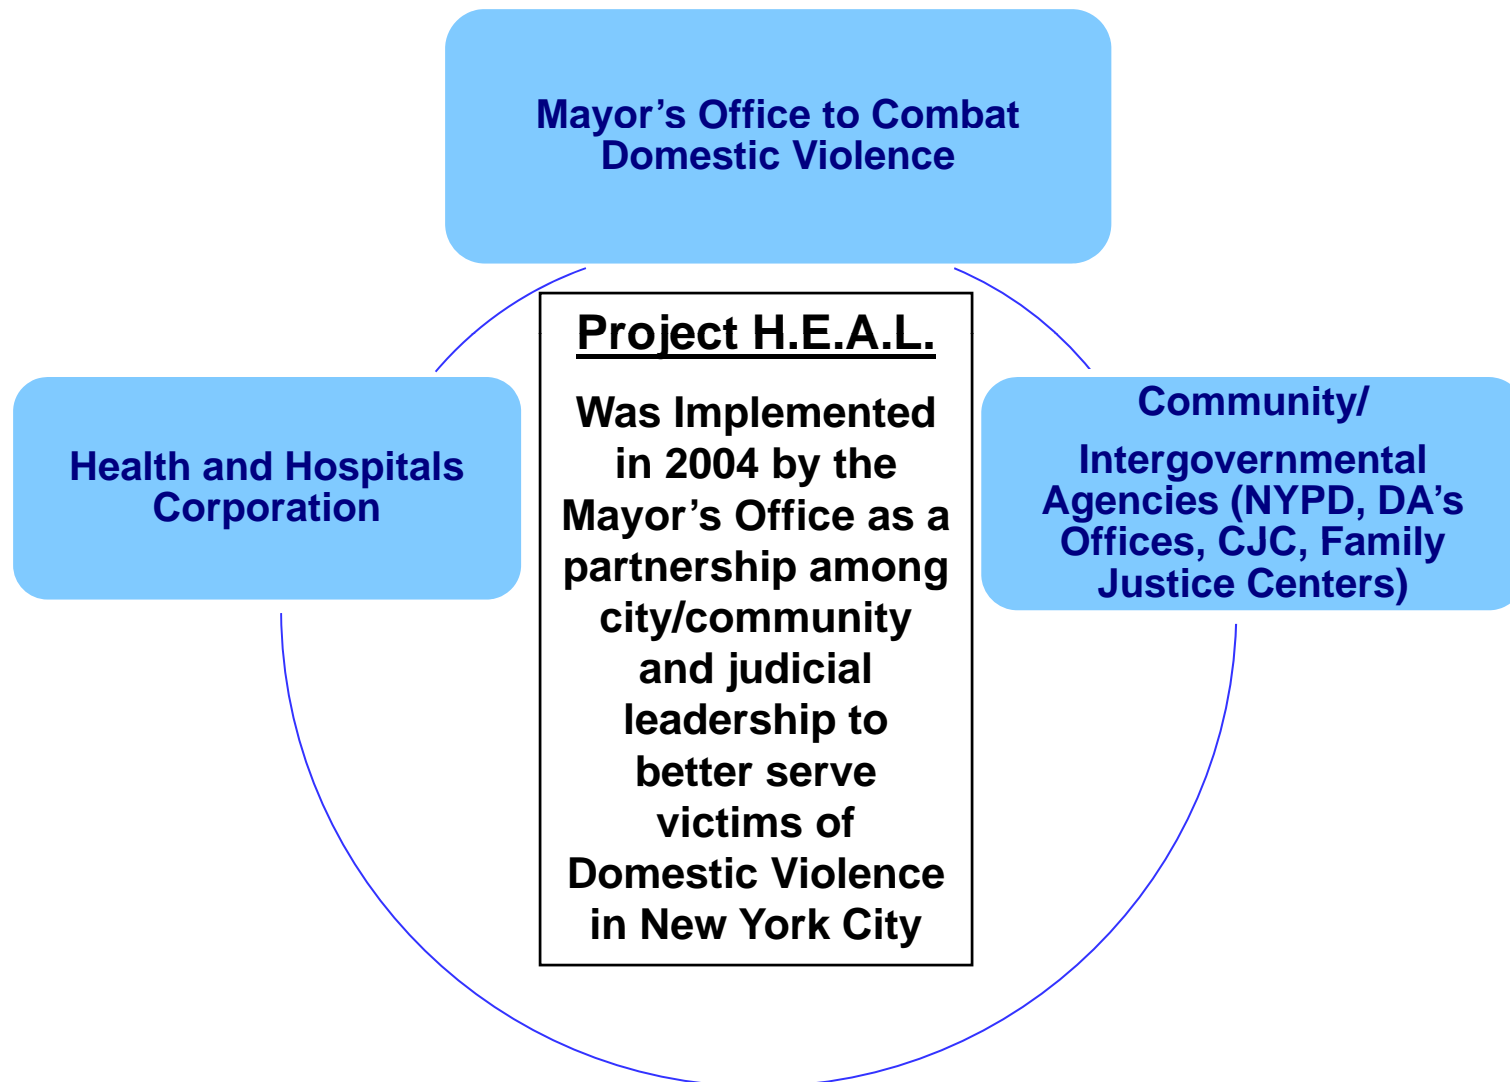 Mayor’s Office to Combat
Domestic Violence
Project H.E.A.L.
Was Implemented
in 2004 by the
Mayor’s Office as a
partnership among
city/community
and judicial
leadership to
better serve
victims of
Domestic Violence
in New York City
Health and Hospitals
Corporation
Community/
Intergovernmental
Agencies (NYPD, DA’s
Offices, CJC, Family
Justice Centers)